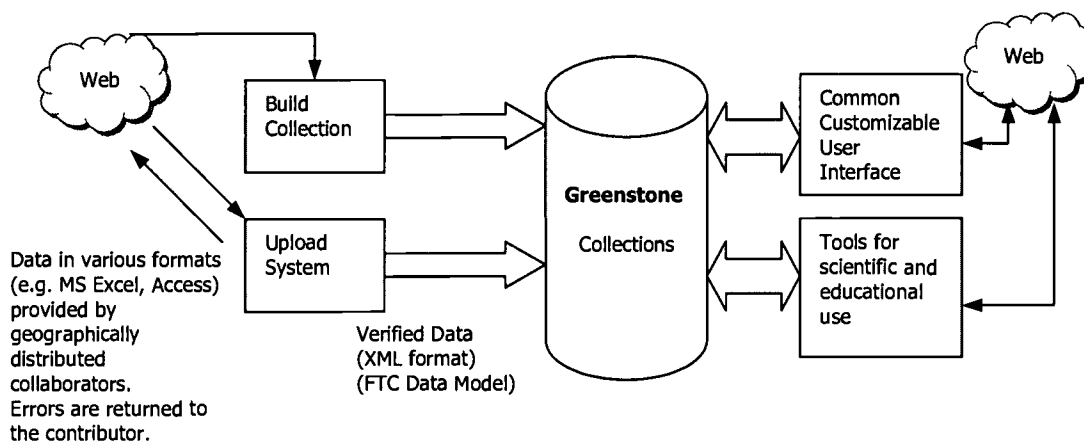 Web
Build
Collection
Upload
System
Data in various formats
(e.g. MS Excel, Access)
provided by
geographically
distributed
collaborators.
Errors are returned to
the contributor.
Verified Data
(XML format)
(FTC Data Model)
Greenstone
Collections
Common
Customizable
User
Interface
Tools for
scientific and
educational
use
Web